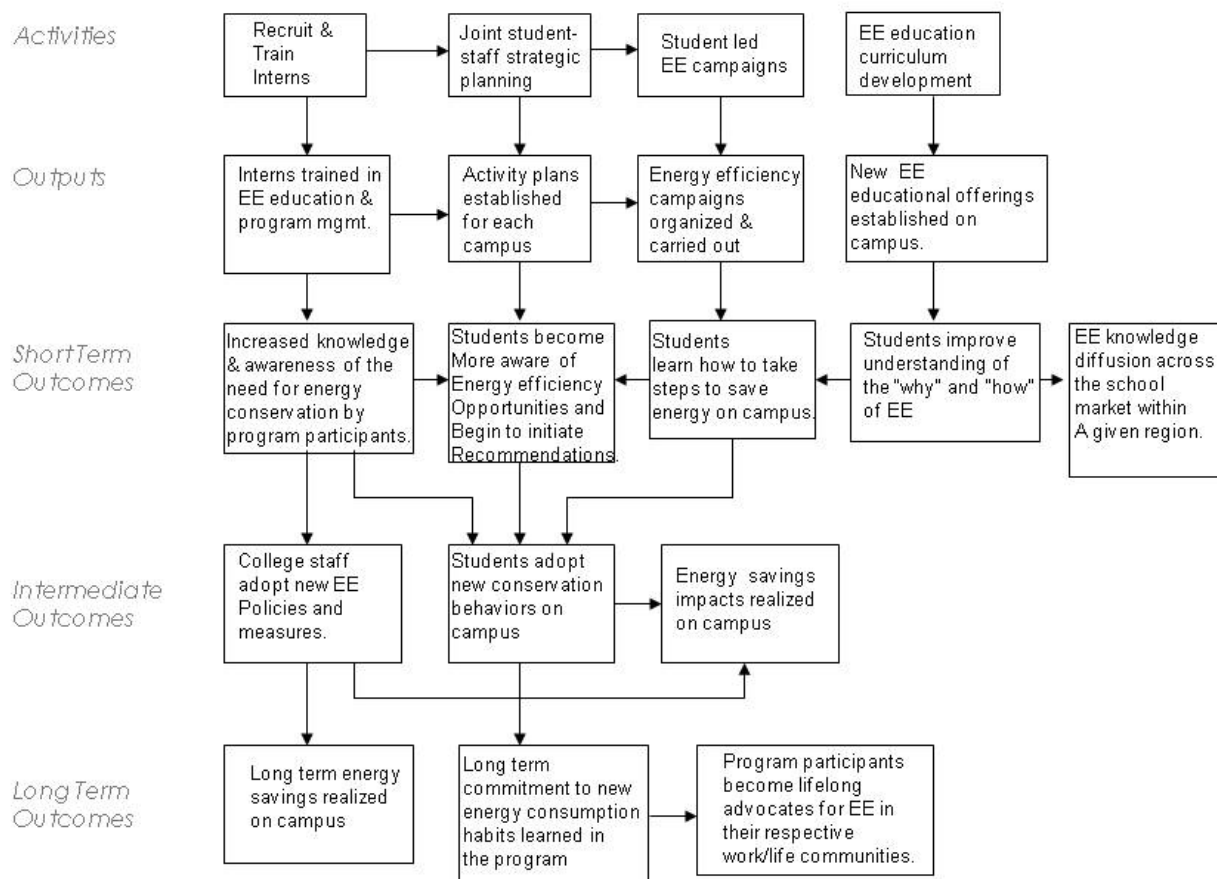 Activities
Recruit &
Train
Interns
Joint student-
staff strategic
planning
Student led
EE campaigns
EE education
curriculum
development
Outputs
Interns trained in
EE education &
program mgmt.
Activity plans
established
for each
campus
Energy efficiency
campaigns
organized &
carried out
New EE
educational offerings
established on
campus.
Short Term
Outcomes
Increased knowledge
& awareness of the
need for energy
conservation by
program participants.
Students become
More aware of
Energy efficiency
Opportunities and
Begin to initiate
Recommendations.
Students
learn how to take
steps to save
energy on campus.
Students improve
understanding of
the "why" and "how"
of EE
EE knowledge
diffusion across
the school
market within
A given region.
Intermediate
Outcomes
College staff
adopt new EE
Policies and
measures.
Students adopt
new conservation
behaviors on
campus
Energy savings
impacts realized
on campus
Long Term
Outcomes
Long term energy
savings realized
on campus
Long term
commitment to new
energy consumption
habits learned in
the program
Program participants
become lifelong
advocates for EE in
their respective
work/life communities.